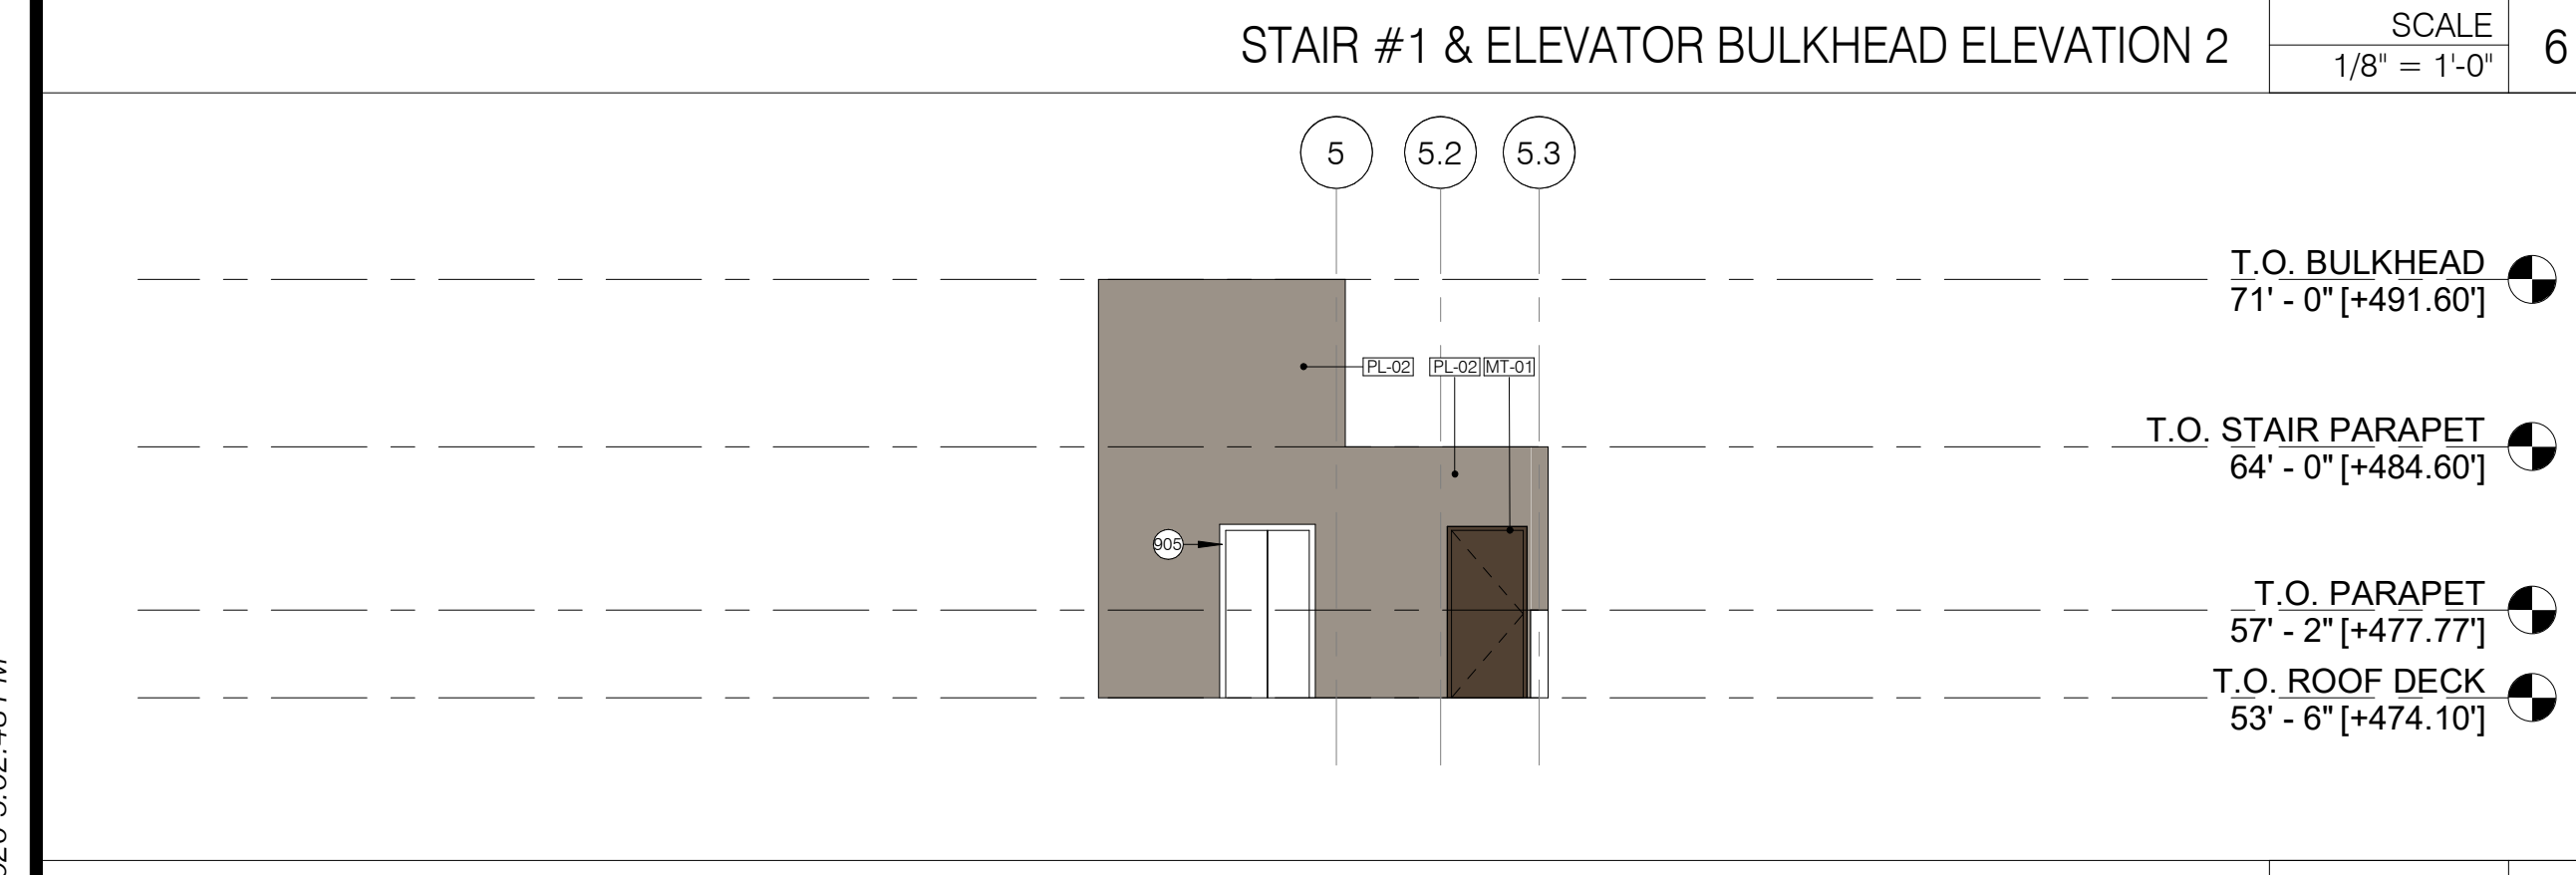 STAIR #1 & ELEVATOR BULKHEAD ELEVATION 2
SCALE
1/8" = 1'-0"
6
5
5.2
5.3
T.O. BULKHEAD
71' - 0" [+491.60']
PL-02
PL-02
MT-01
T.O. STAIR PARAPET
64' - 0" [+484.60']
905
T.O. PARAPET
57' - 2" [+477.77']
T.O. ROOF DECK
53' - 6" [+474.10']